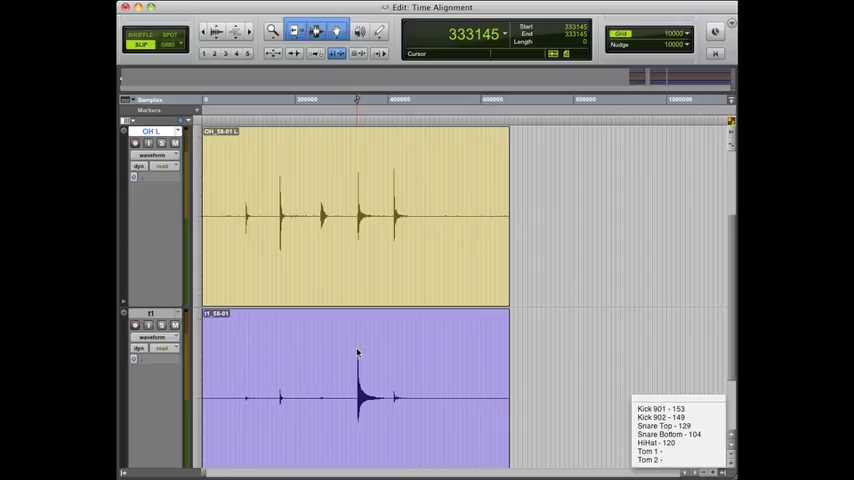 Edit: Time Alignment
SHUFFLE SPOT
SLIP GRID
1 2 3 4 5
333145
Cursor
Start 333145
End 333145
Length 0
Grid 10000
Nudge 10000
Samples 0 200000 400000 600000 800000 1000000
Markers
OH L
I S M
waveform
dyn read
OH_58-01 L
t1
I S M
waveform
dyn read
t1_58-01
Kick 901 - 153
Kick 902 - 149
Snare Top - 129
Snare Bottom - 104
HiHat - 120
Tom 1 -
Tom 2 -